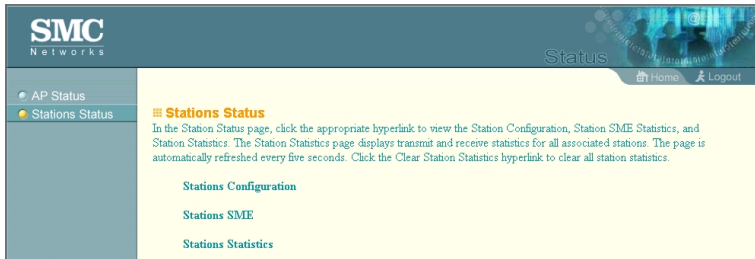 SMC
Networks
Status
Home
Logout
AP Status
Stations Status
Stations Status
In the Station Status page, click the appropriate hyperlink to view the Station Configuration, Station SME Statistics, and
Station Statistics. The Station Statistics page displays transmit and receive statistics for all associated stations. The page is
automatically refreshed every five seconds. Click the Clear Station Statistics hyperlink to clear all station statistics.
Stations Configuration
Stations SME
Stations Statistics